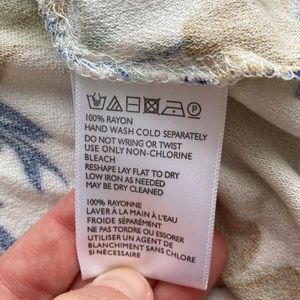 100% RAYON
HAND WASH COLD SEPARATELY
DO NOT WRING OR TWIST
USE ONLY NON-CHLORINE
BLEACH
RESHAPE LAY FLAT TO DRY
LOW IRON AS NEEDED
MAY BE DRY CLEANED
100% RAYONNE
LAVER À LA MAIN À L'EAU
FROIDE SÉPARÉMENT
NE PAS TORDRE OU ESSORER
UTILISER UN AGENT DE
BLANCHIMENT SANS CHLORE
SI NÉCESSAIRE